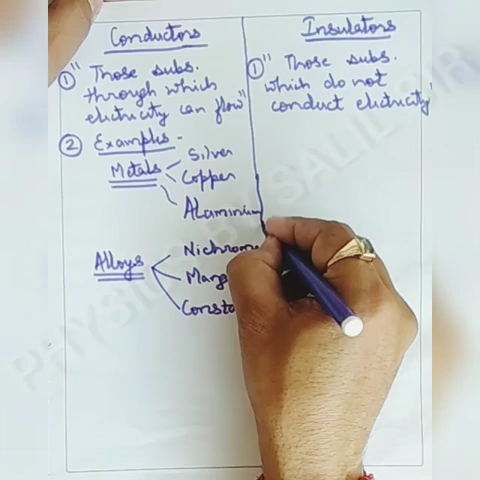 Conductors
① "Those subs.
through which
electricity can flow"
② Examples -
Metals
Silver
Copper
Aluminium
Alloys
Nichrome
Insulators
① "Those subs.
which do not
conduct electricity"